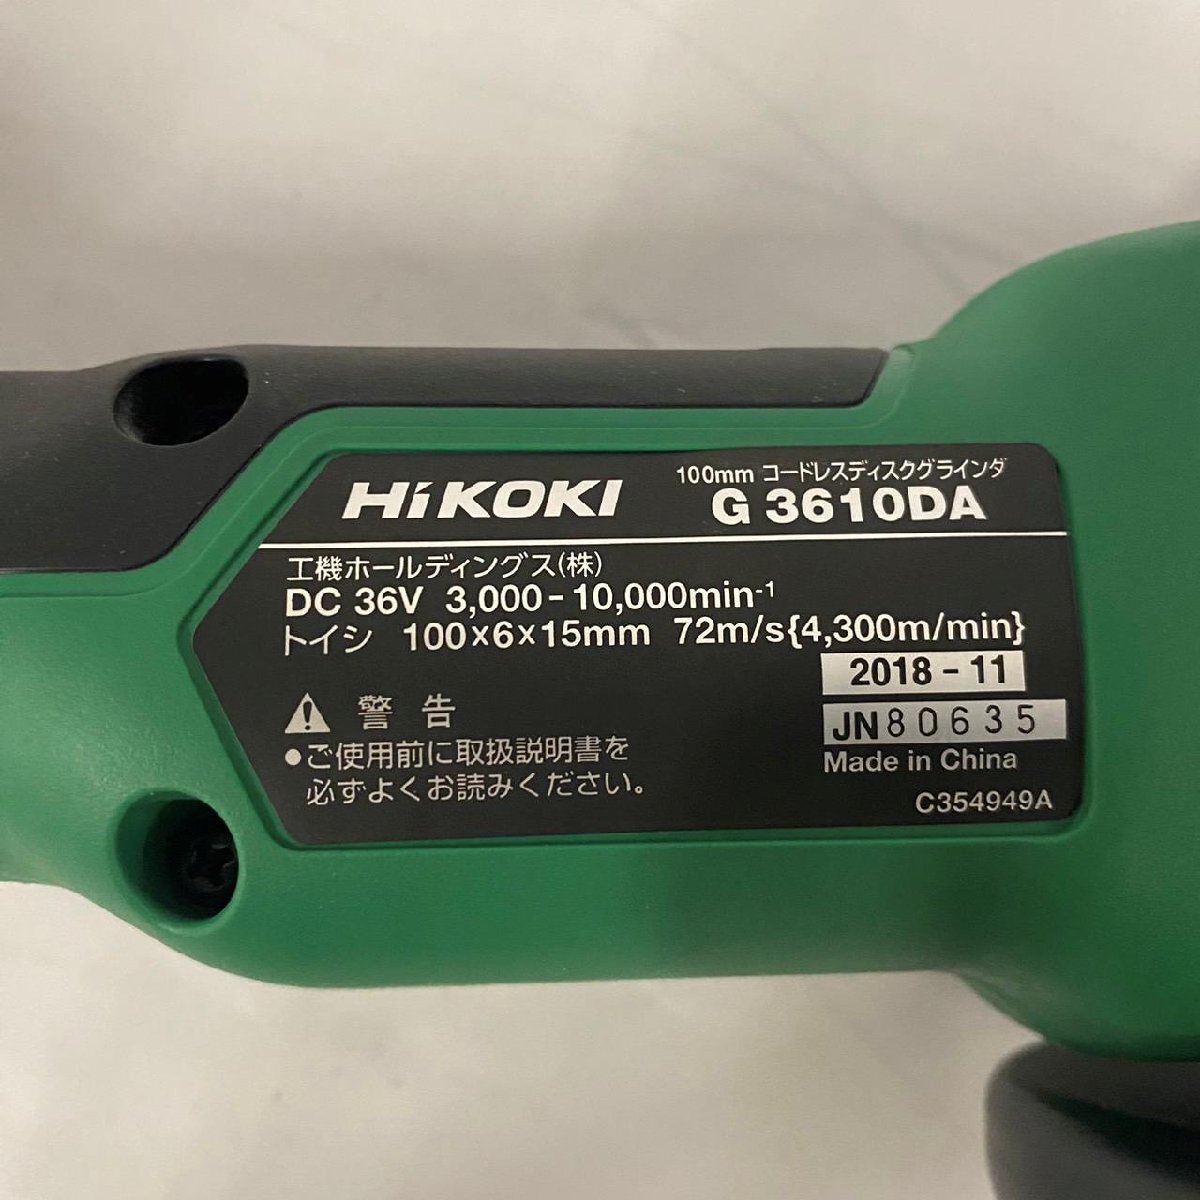 HiKOKI
100mm コードレスディスクグラインダ
G 3610DA
工機ホールディングス(株)
DC 36V 3,000-10,000min-1
トイシ 100×6×15mm 72m/s{4,300m/min}
2018-11
JN80635
Made in China
警告
●ご使用前に取扱説明書を
必ずよくお読みください。
C354949A